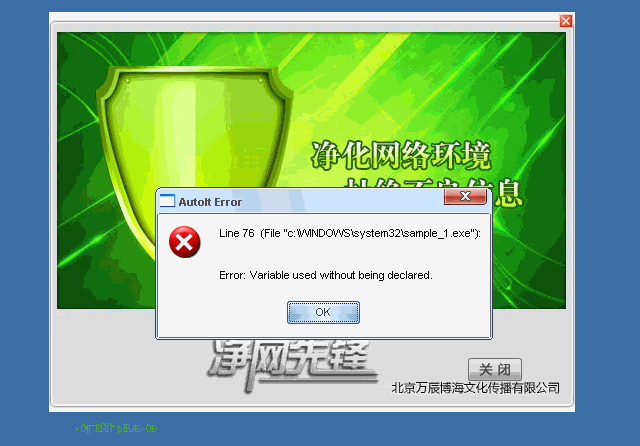 净化网络环境
信息
AutoIt Error
Line 76 (File "c:\WINDOWS\system32\sample_1.exe"):
Error: Variable used without being declared.
OK
净网先锋
关 闭
北京万辰博海文化传播有限公司